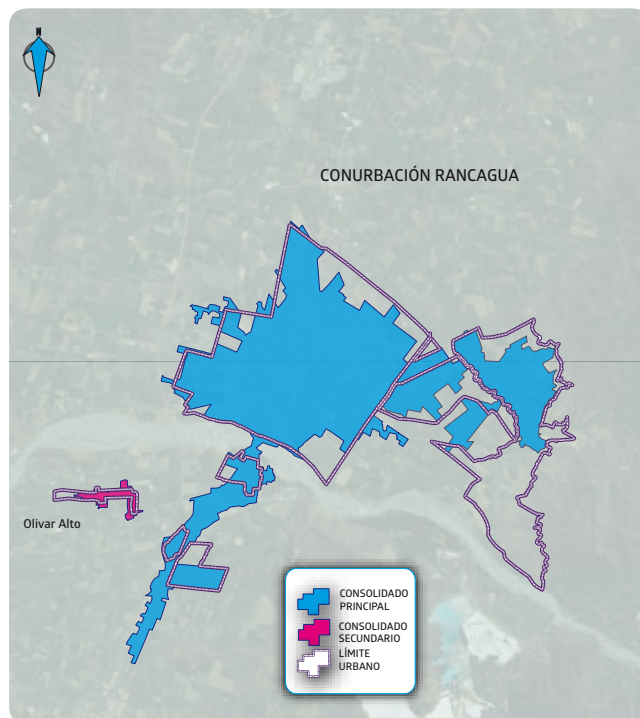 N
CONURBACIÓN RANCAGUA
Olivar Alto
CONSOLIDADO
PRINCIPAL
CONSOLIDADO
SECUNDARIO
LÍMITE
URBANO